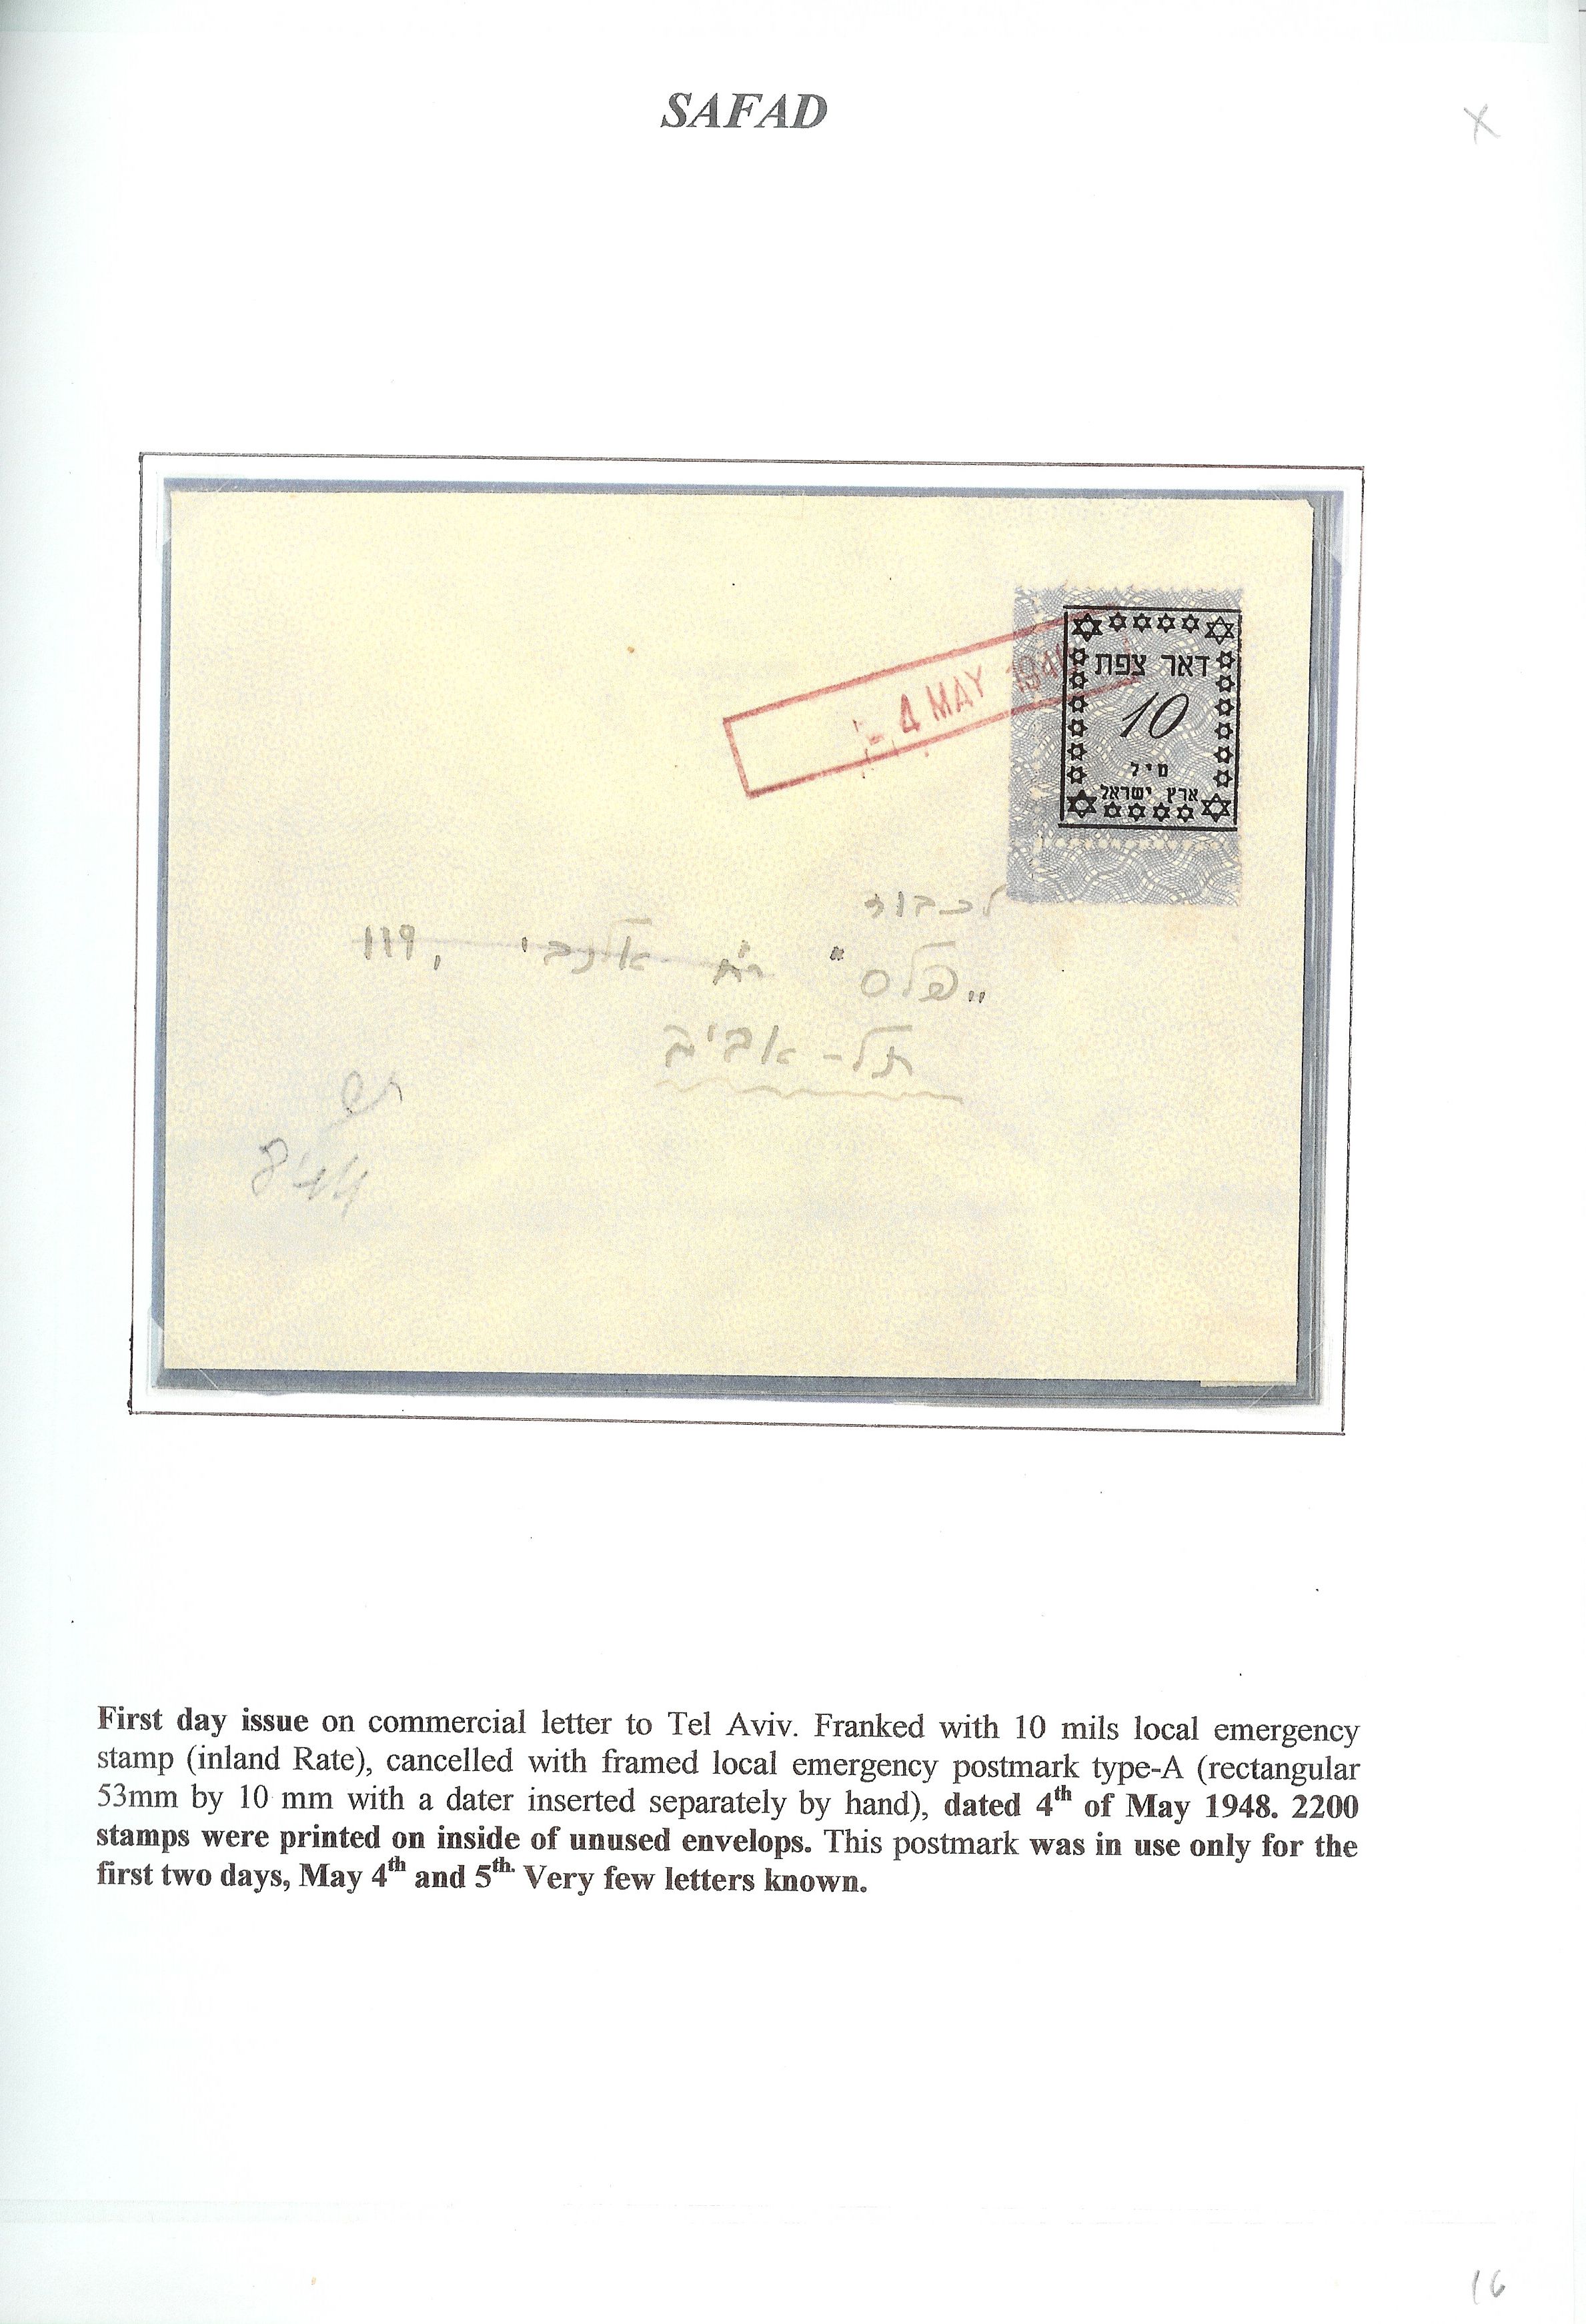 SAFAD
X
- 4 MAY 1948
דאר צפת
10
מיל
ארץ ישראל
לכבוד
„פלס" רח' אלנבי, 119
תל-אביב
844
First day issue on commercial letter to Tel Aviv. Franked with 10 mils local emergency
stamp (inland Rate), cancelled with framed local emergency postmark type-A (rectangular
53mm by 10 mm with a dater inserted separately by hand), dated 4th of May 1948. 2200
stamps were printed on inside of unused envelops. This postmark was in use only for the
first two days, May 4th and 5th. Very few letters known.
16